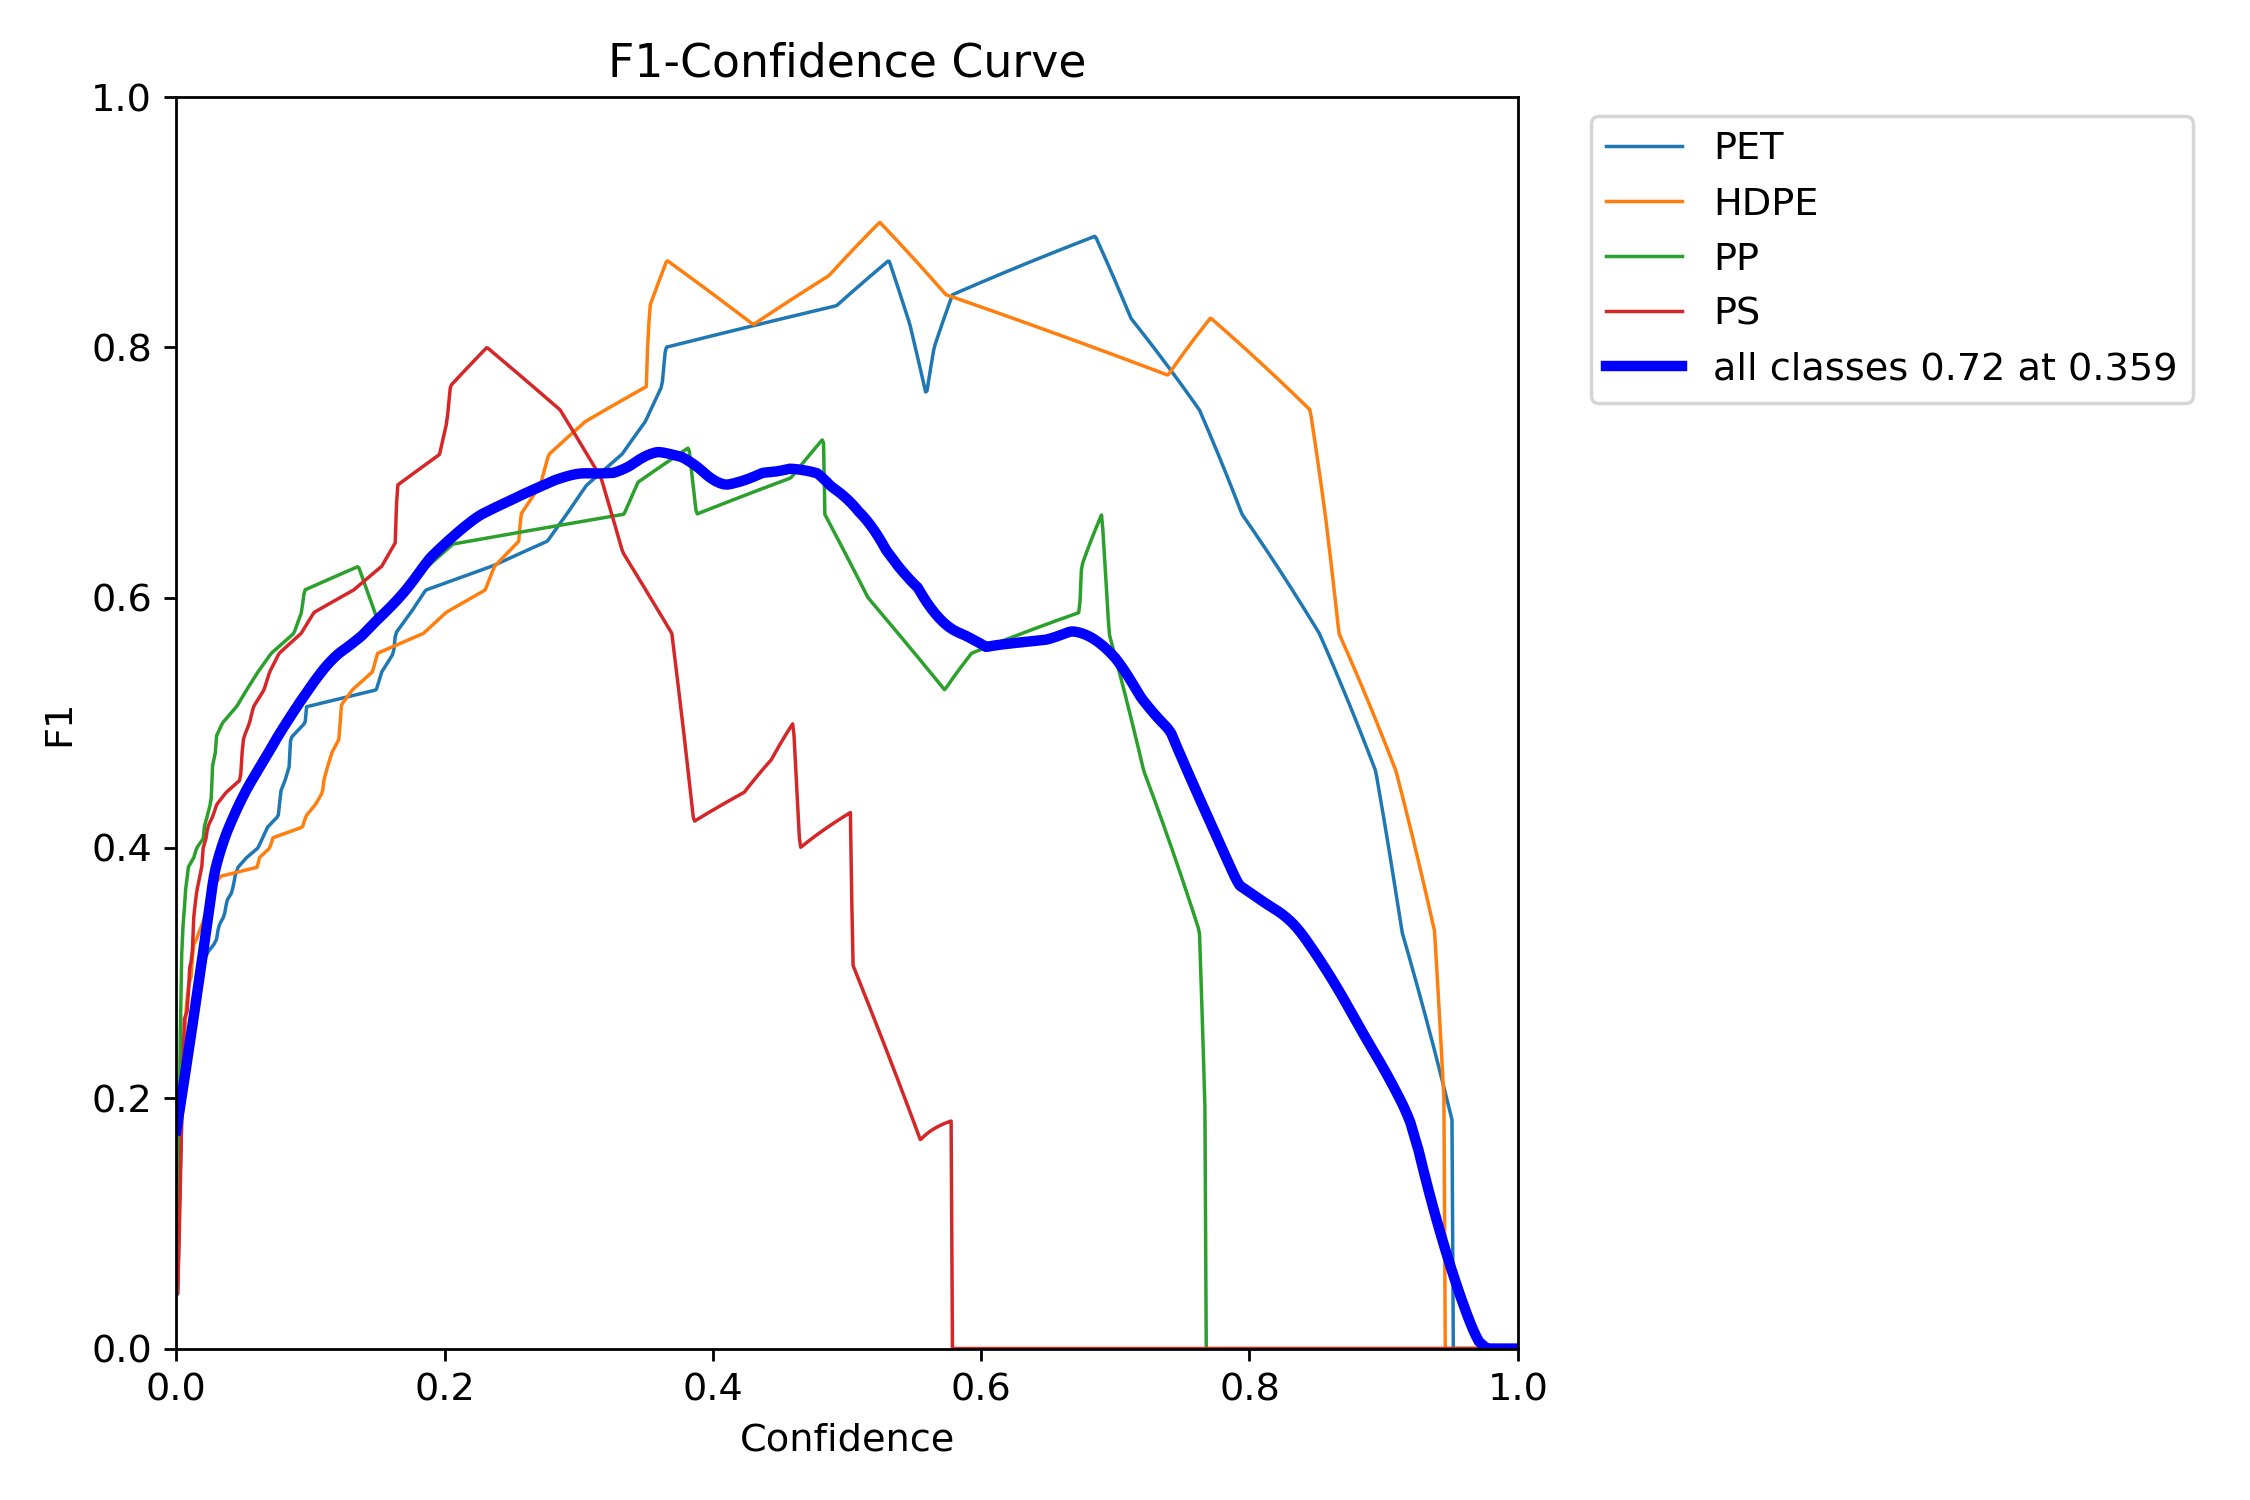 F1-Confidence Curve
1.0
0.8
0.6
0.4
0.2
0.0
F1
0.0 0.2 0.4 0.6 0.8 1.0
Confidence
PET
HDPE
PP
PS
all classes 0.72 at 0.359